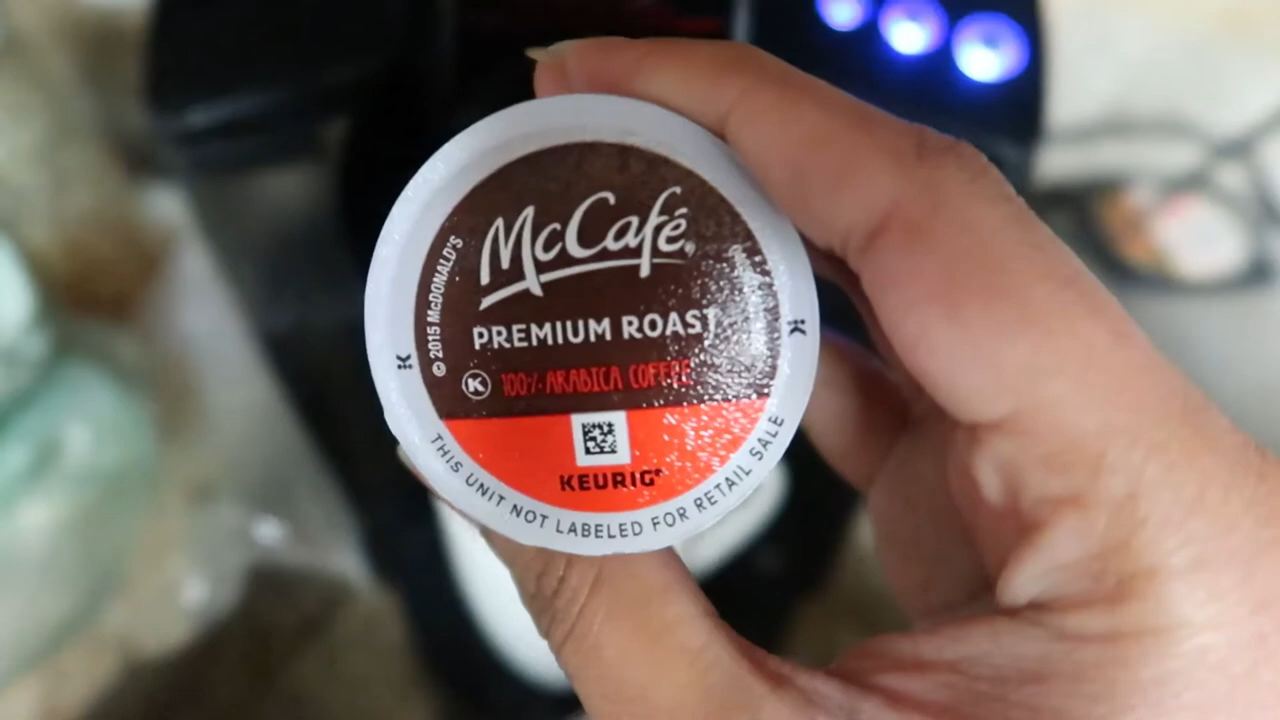 McCafé®
© 2015 McDONALD'S
PREMIUM ROAST
K 100% ARABICA COFFEE
KEURIG®
THIS UNIT NOT LABELED FOR RETAIL SALE